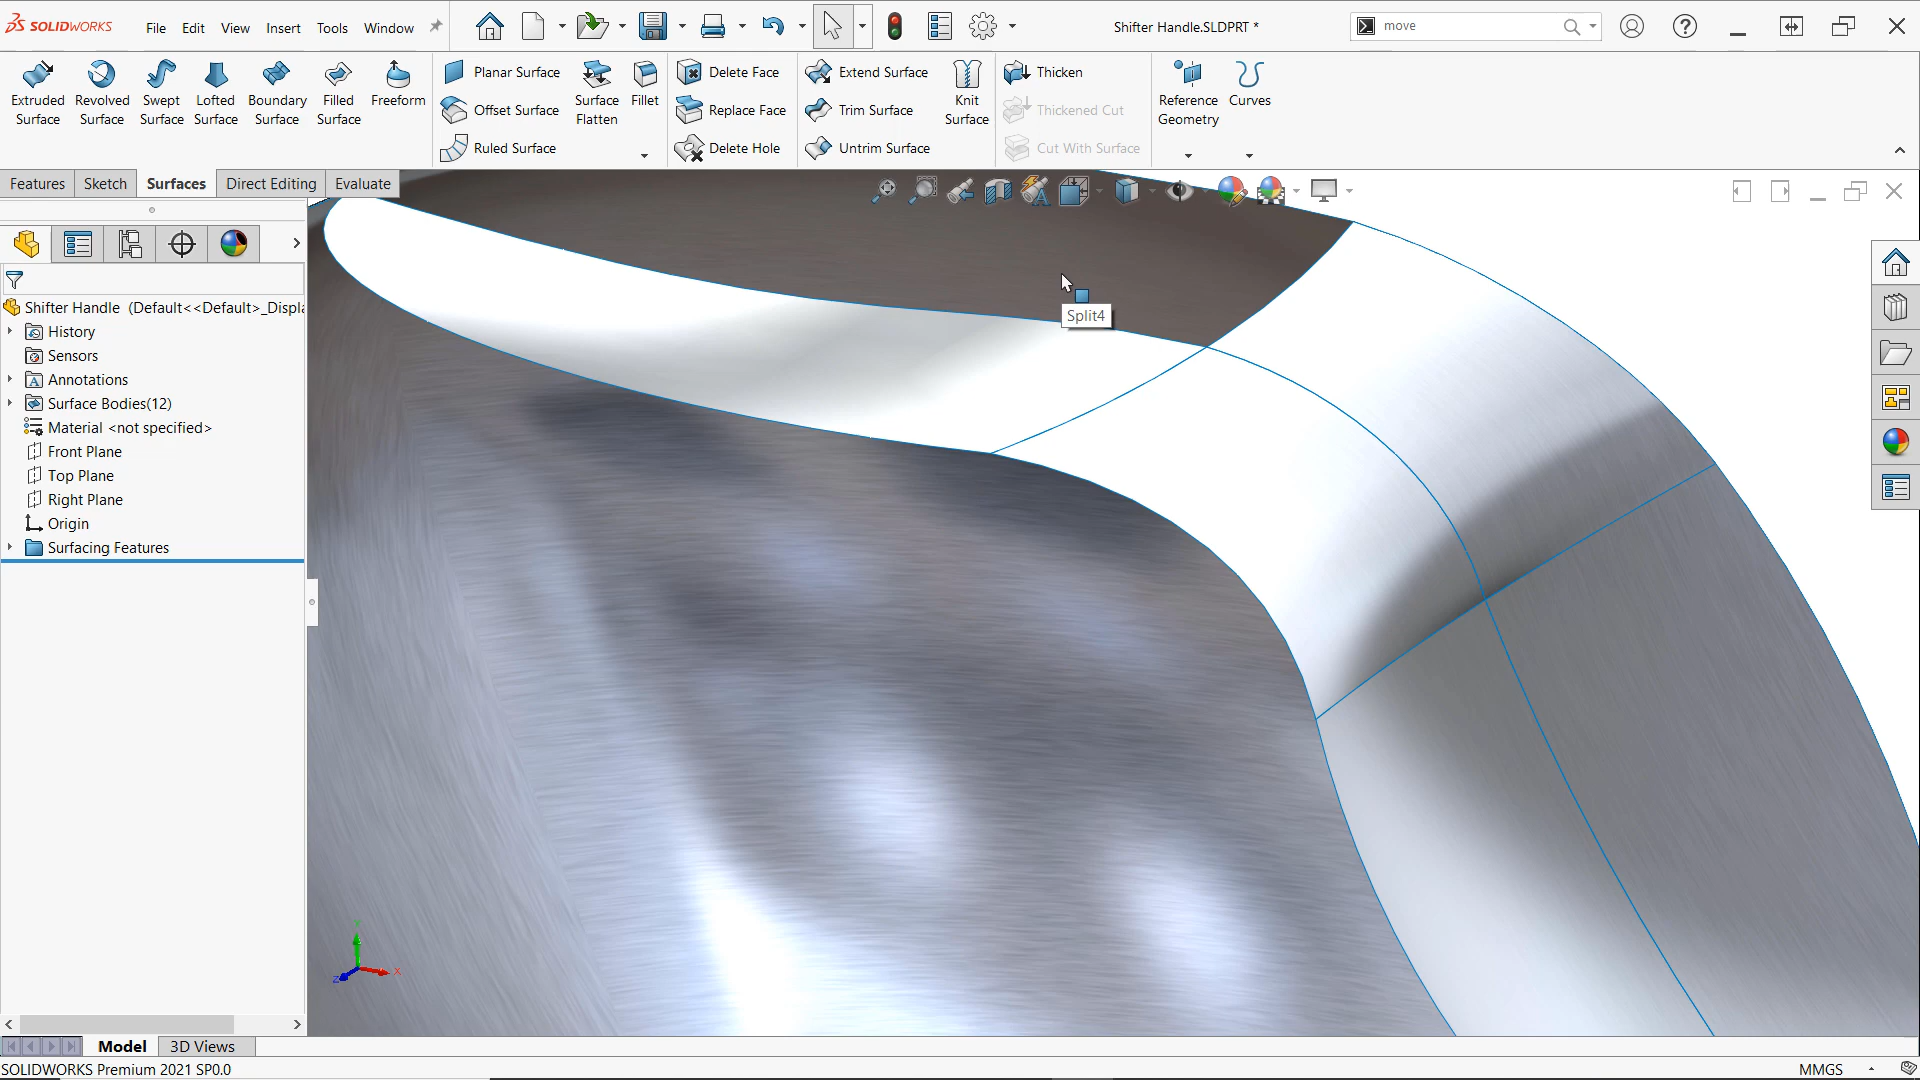 SOLIDWORKS File Edit View Insert Tools Window Shifter Handle.SLDPRT * move
Extruded Surface
Revolved Surface
Swept Surface
Lofted Surface
Boundary Surface
Filled Surface
Freeform
Planar Surface
Offset Surface
Ruled Surface
Surface Flatten
Fillet
Delete Face
Replace Face
Delete Hole
Extend Surface
Trim Surface
Untrim Surface
Knit Surface
Thicken
Thickened Cut
Cut With Surface
Reference Geometry
Curves
Features Sketch Surfaces Direct Editing Evaluate
Shifter Handle (Default<<Default>_Displa
History
Sensors
Annotations
Surface Bodies(12)
Material <not specified>
Front Plane
Top Plane
Right Plane
Origin
Surfacing Features
Split4
Y
X
Z
Model 3D Views
SOLIDWORKS Premium 2021 SP0.0 MMGS